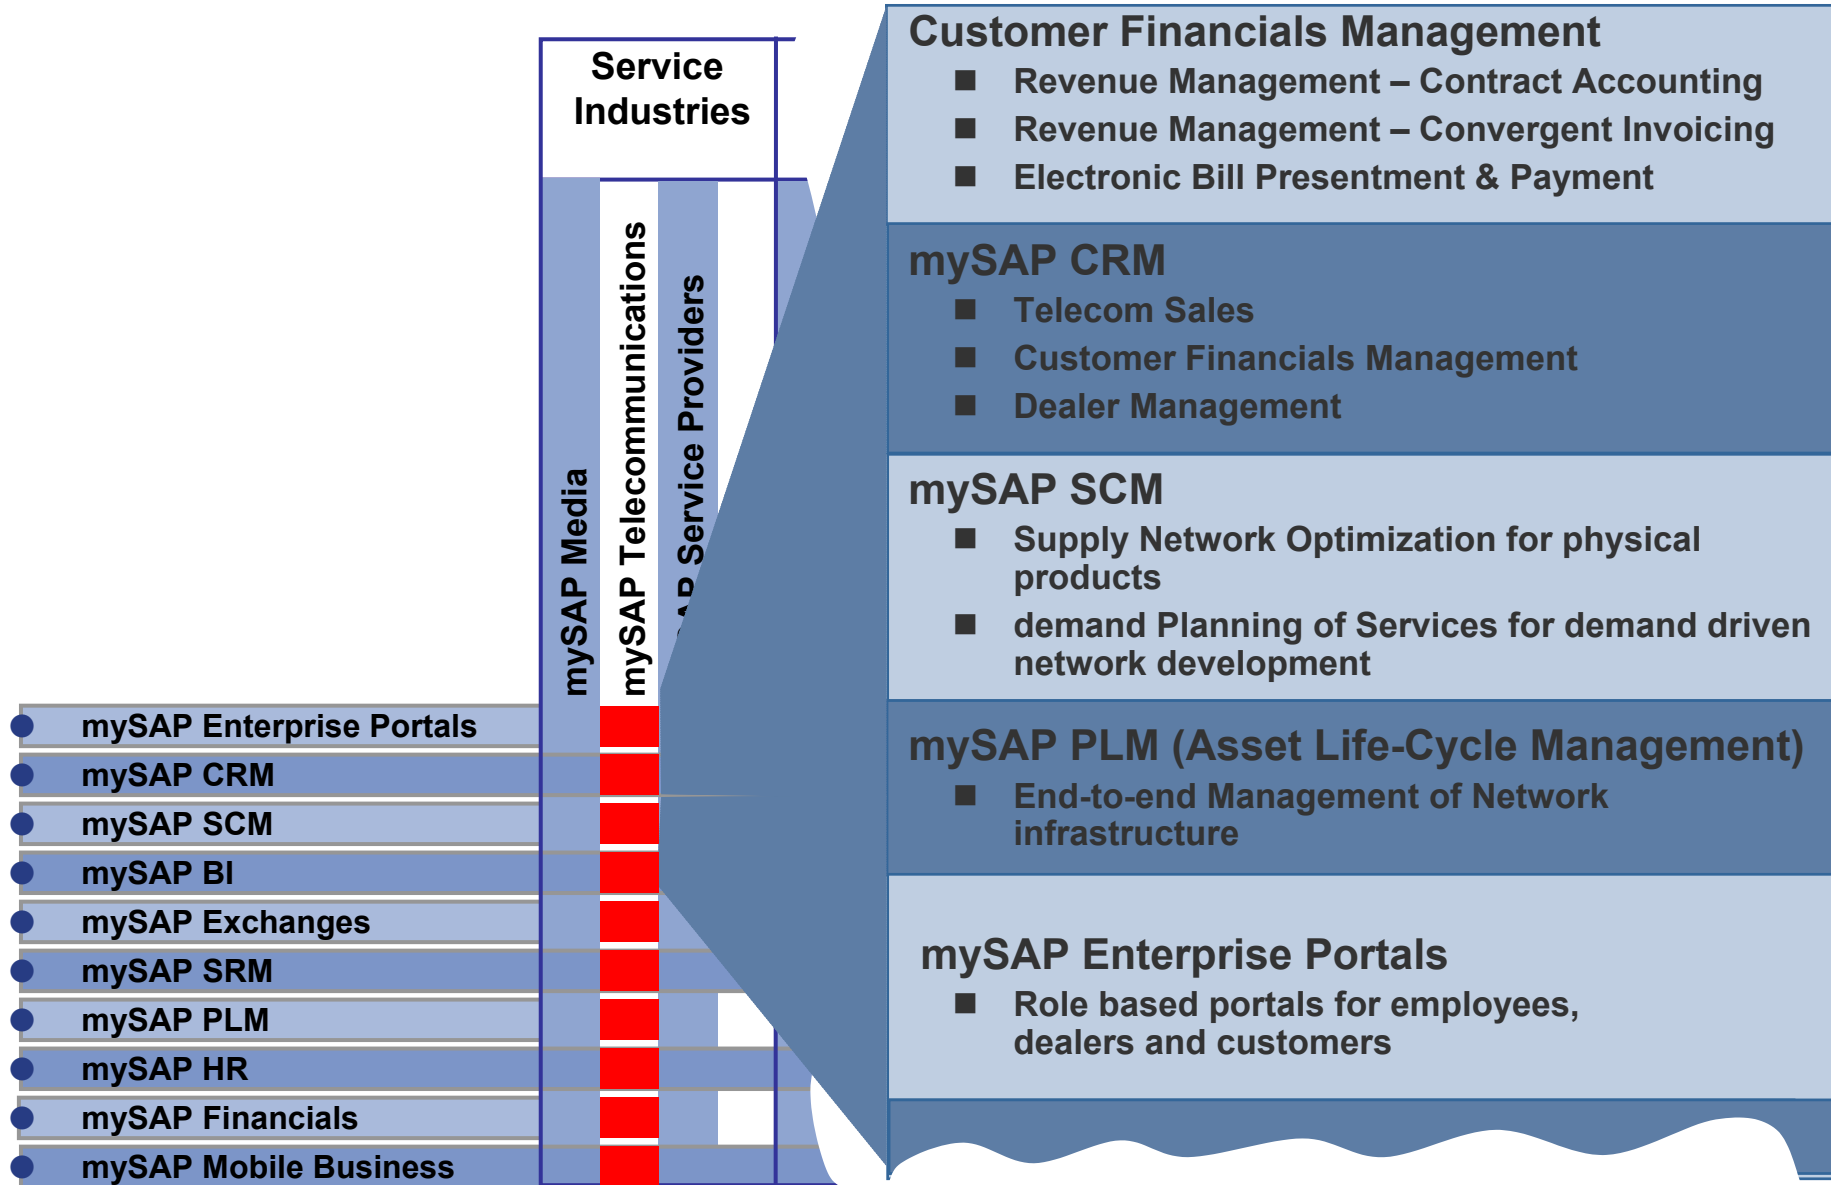 Service
Industries
mySAP Media
mySAP Telecommunications
AP Service Providers
mySAP Enterprise Portals
mySAP CRM
mySAP SCM
mySAP BI
mySAP Exchanges
mySAP SRM
mySAP PLM
mySAP HR
mySAP Financials
mySAP Mobile Business
Customer Financials Management
■ Revenue Management – Contract Accounting
■ Revenue Management – Convergent Invoicing
■ Electronic Bill Presentment & Payment
mySAP CRM
■ Telecom Sales
■ Customer Financials Management
■ Dealer Management
mySAP SCM
■ Supply Network Optimization for physical
products
■ demand Planning of Services for demand driven
network development
mySAP PLM (Asset Life-Cycle Management)
■ End-to-end Management of Network
infrastructure
mySAP Enterprise Portals
■ Role based portals for employees,
dealers and customers